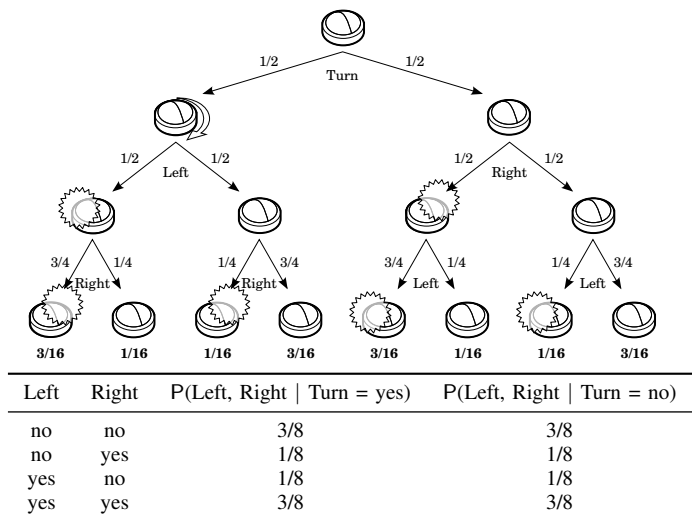 1/2 1/2
Turn
1/2 1/2 1/2 1/2
Left Right
3/4 1/4 1/4 3/4 3/4 1/4 1/4 3/4
Right Right Left Left
3/16 1/16 1/16 3/16 3/16 1/16 1/16 3/16
Left Right P(Left, Right | Turn = yes) P(Left, Right | Turn = no)
no no 3/8 3/8
no yes 1/8 1/8
yes no 1/8 1/8
yes yes 3/8 3/8